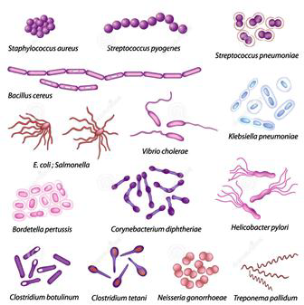 Staphylococcus aureus
Streptococcus pyogenes
Streptococcus pneumoniae
Bacillus cereus
Klebsiella pneumoniae
Vibrio cholerae
E. coli ; Salmonella
Bordetella pertussis
Corynebacterium diphtheriae
Helicobacter pylori
Clostridium botulinum
Clostridium tetani
Neisseria gonorrhoeae
Treponema pallidum